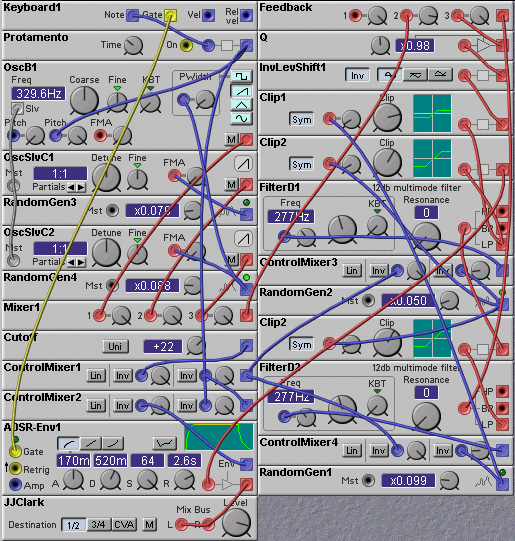 Keyboard1
Note
Gate
Vel
Rel vel
Protamento
Time
On
OscB1
Freq
Coarse
Fine
KBT
PWidth
329.6Hz
Slv
Pitch
Pitch
FMA
M
OscSlvC1
Detune
Fine
FMA
Mst
1:1
Partials
M
RandomGen3
Mst
OscSlvC2
Detune
Fine
FMA
Mst
1:1
Partials
M
RandomGen4
Mst
x0.088
Mixer1
1
2
3
Cutoff
Uni
+22
ControlMixer1
Lin
Inv
Inv
ControlMixer2
Lin
Inv
Inv
ADSR-Env1
Gate
Retrig
Amp
170m
520m
64
2.6s
Env
A
D
S
R
JJClark
Mix Bus
Level
Destination
1/2
3/4
CVA
M
L
R
Feedback
1
2
3
Q
x0.98
InvLevShift1
Inv
Clip1
Sym
Clip
Clip2
Sym
Clip
FilterD1
12db multimode filter
Freq
KBT
Resonance
277Hz
0
HP
BP
LP
ControlMixer3
Lin
Inv
Inv
RandomGen2
Mst
x0.050
Clip2
Sym
Clip
FilterD2
12db multimode filter
Freq
KBT
Resonance
277Hz
0
HP
BP
LP
ControlMixer4
Lin
Inv
Inv
RandomGen1
Mst
x0.099